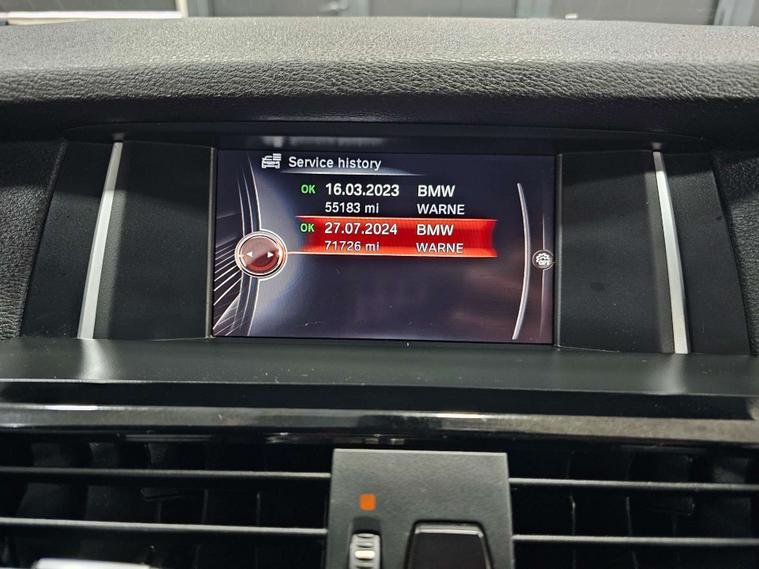 Service history
OK 16.03.2023 BMW
55183 mi WARNE
OK 27.07.2024 BMW
71726 mi WARNE